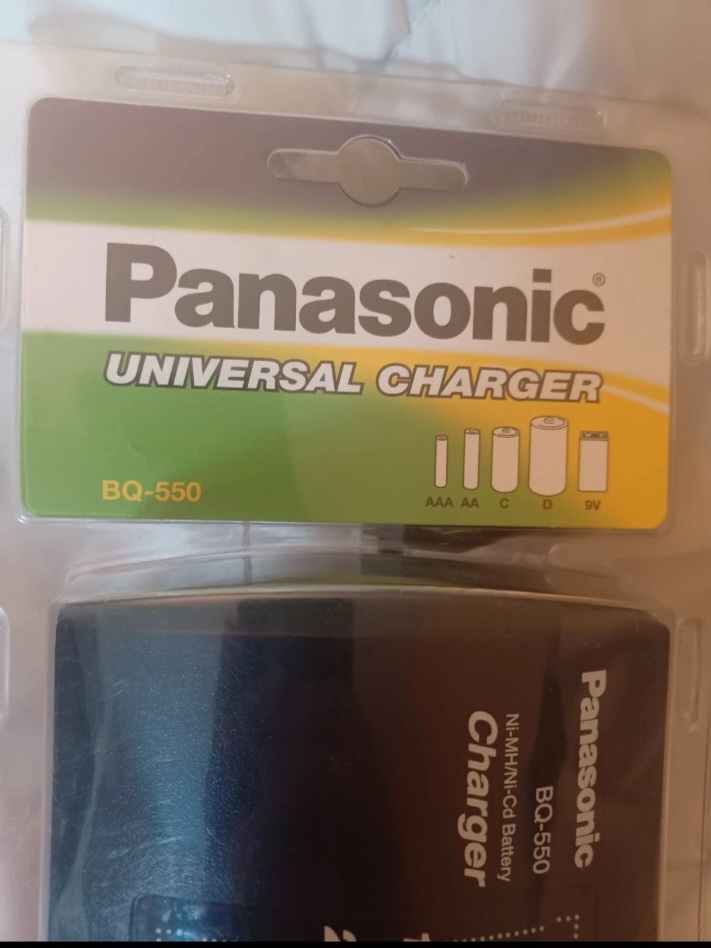 Panasonic®
UNIVERSAL CHARGER
BQ-550
AAA AA C D 9V
Panasonic
BQ-550
Ni-MH/Ni-Cd Battery
Charger